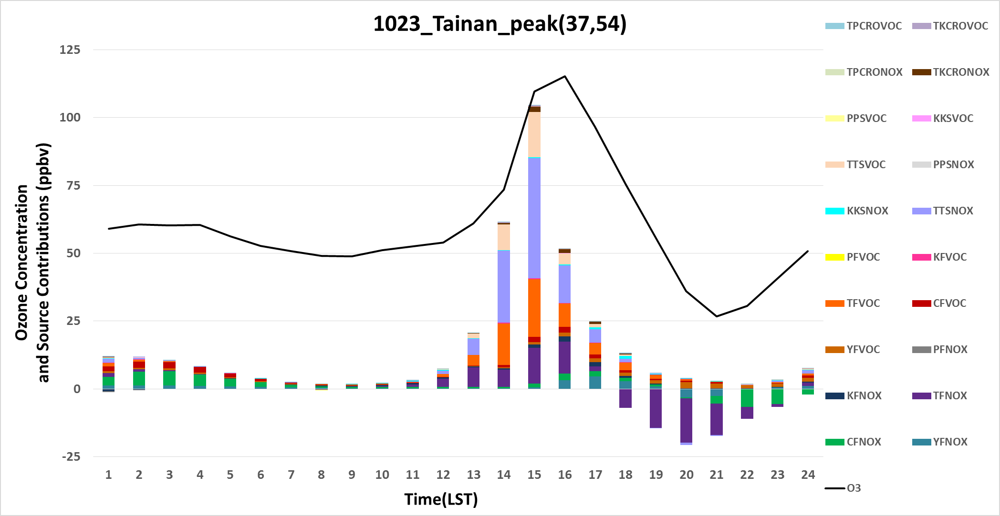 1023_Tainan_peak(37,54)
Ozone Concentration
and Source Contributions (ppbv)
125
100
75
50
25
0
-25
1 2 3 4 5 6 7 8 9 10 11 12 13 14 15 16 17 18 19 20 21 22 23 24
Time(LST)
TPCROVOC TKCROVOC
TPCRONOX TKCRONOX
PPSVOC KKSVOC
TTSVOC PPSNOX
KKSNOX TTSNOX
PFVOC KFVOC
TFVOC CFVOC
YFVOC PFNOX
KFNOX TFNOX
CFNOX YFNOX
O3